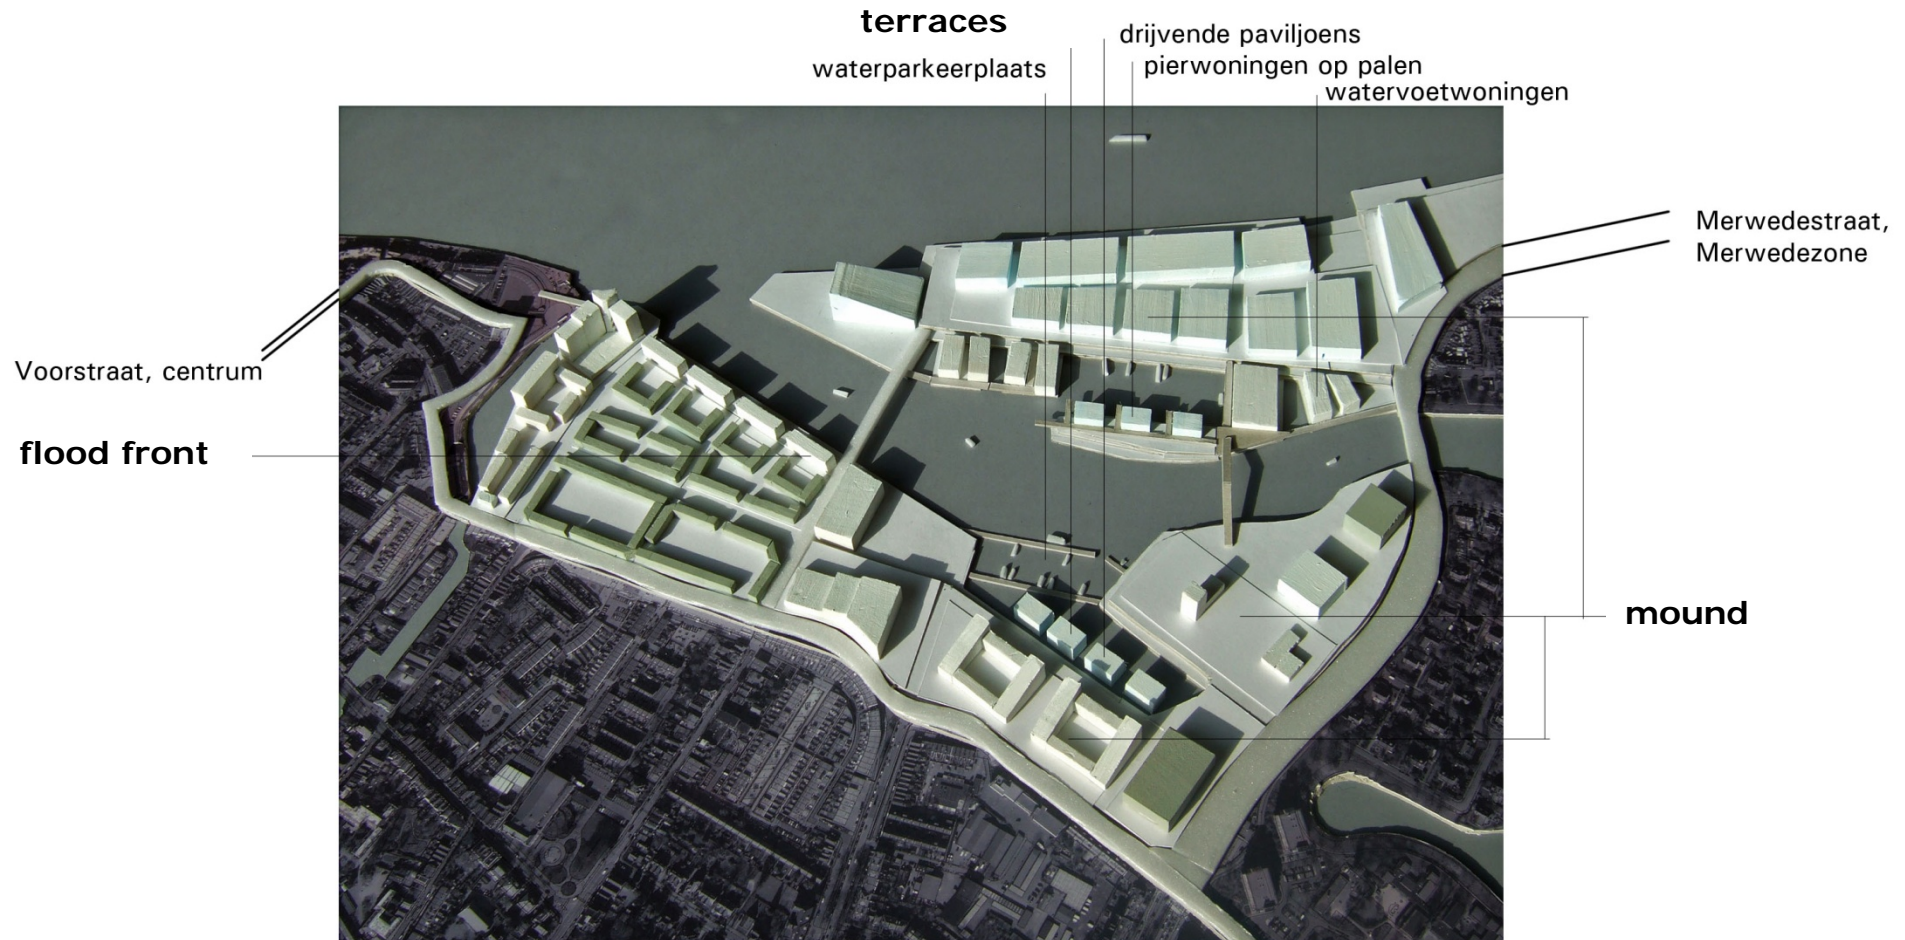 terraces
drijvende paviljoens
waterparkeerplaats
pierwoningen op palen
watervoetwoningen
Merwedestraat,
Merwedezone
Voorstraat, centrum
flood front
mound